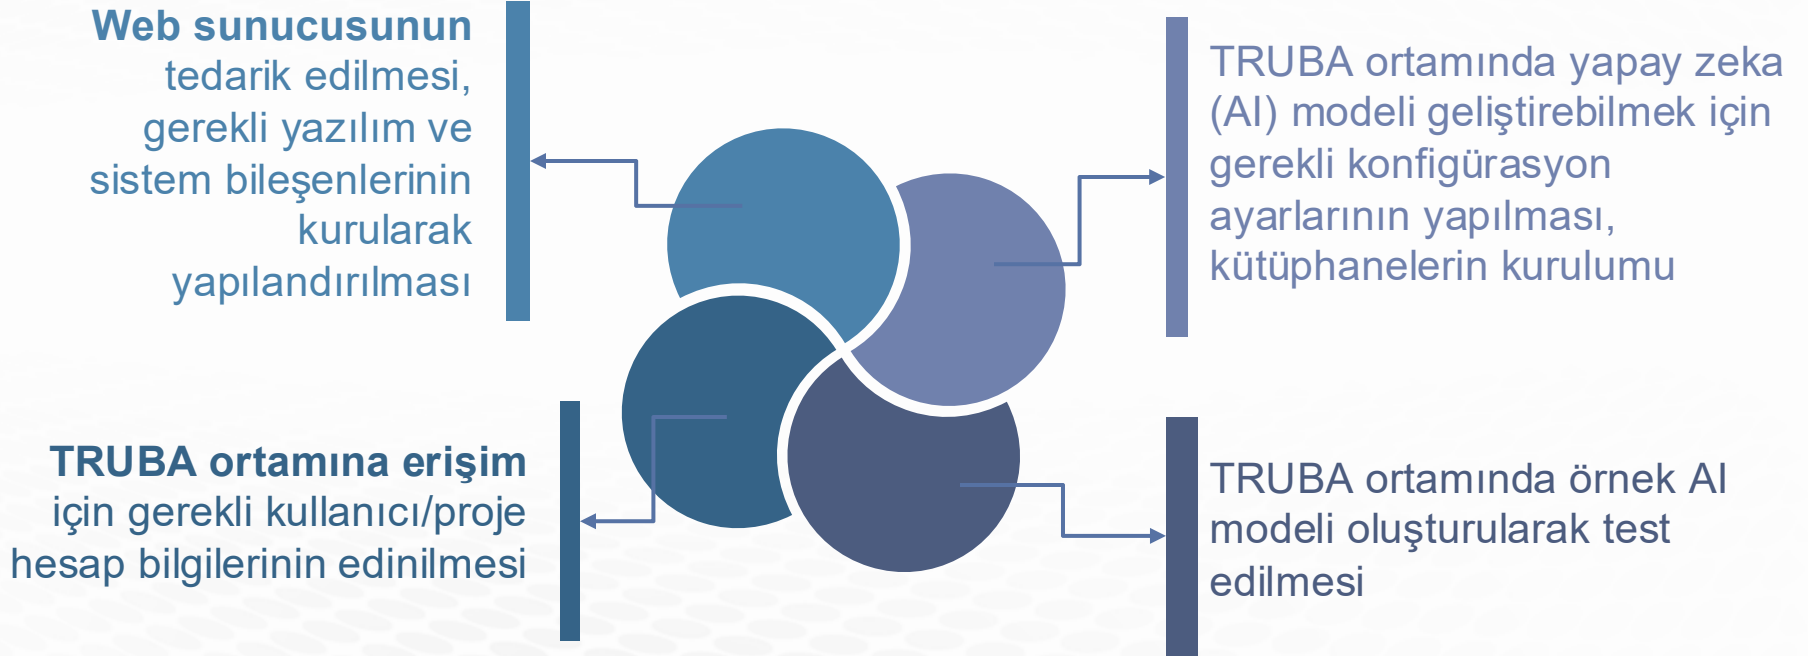 Web sunucusunun
tedarik edilmesi,
gerekli yazılım ve
sistem bileşenlerinin
kurularak
yapılandırılması
TRUBA ortamında yapay zeka
(AI) modeli geliştirebilmek için
gerekli konfigürasyon
ayarlarının yapılması,
kütüphanelerin kurulumu
TRUBA ortamına erişim
için gerekli kullanıcı/proje
hesap bilgilerinin edinilmesi
TRUBA ortamında örnek AI
modeli oluşturularak test
edilmesi